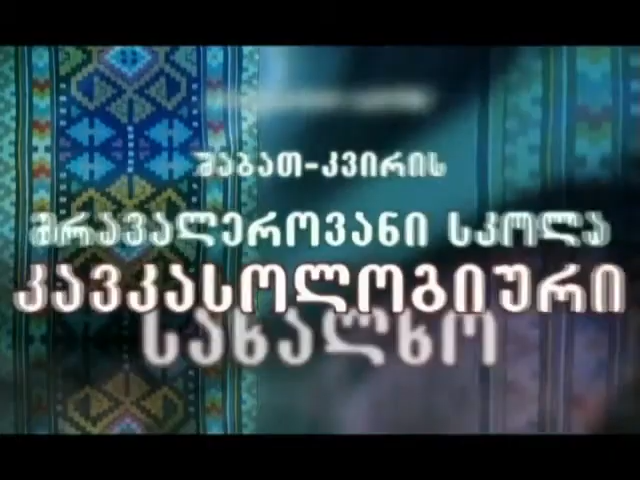 შაბათ-კვირის
მრავალეროვანი სკოლა
კავკასოლოგიური
სახალხო